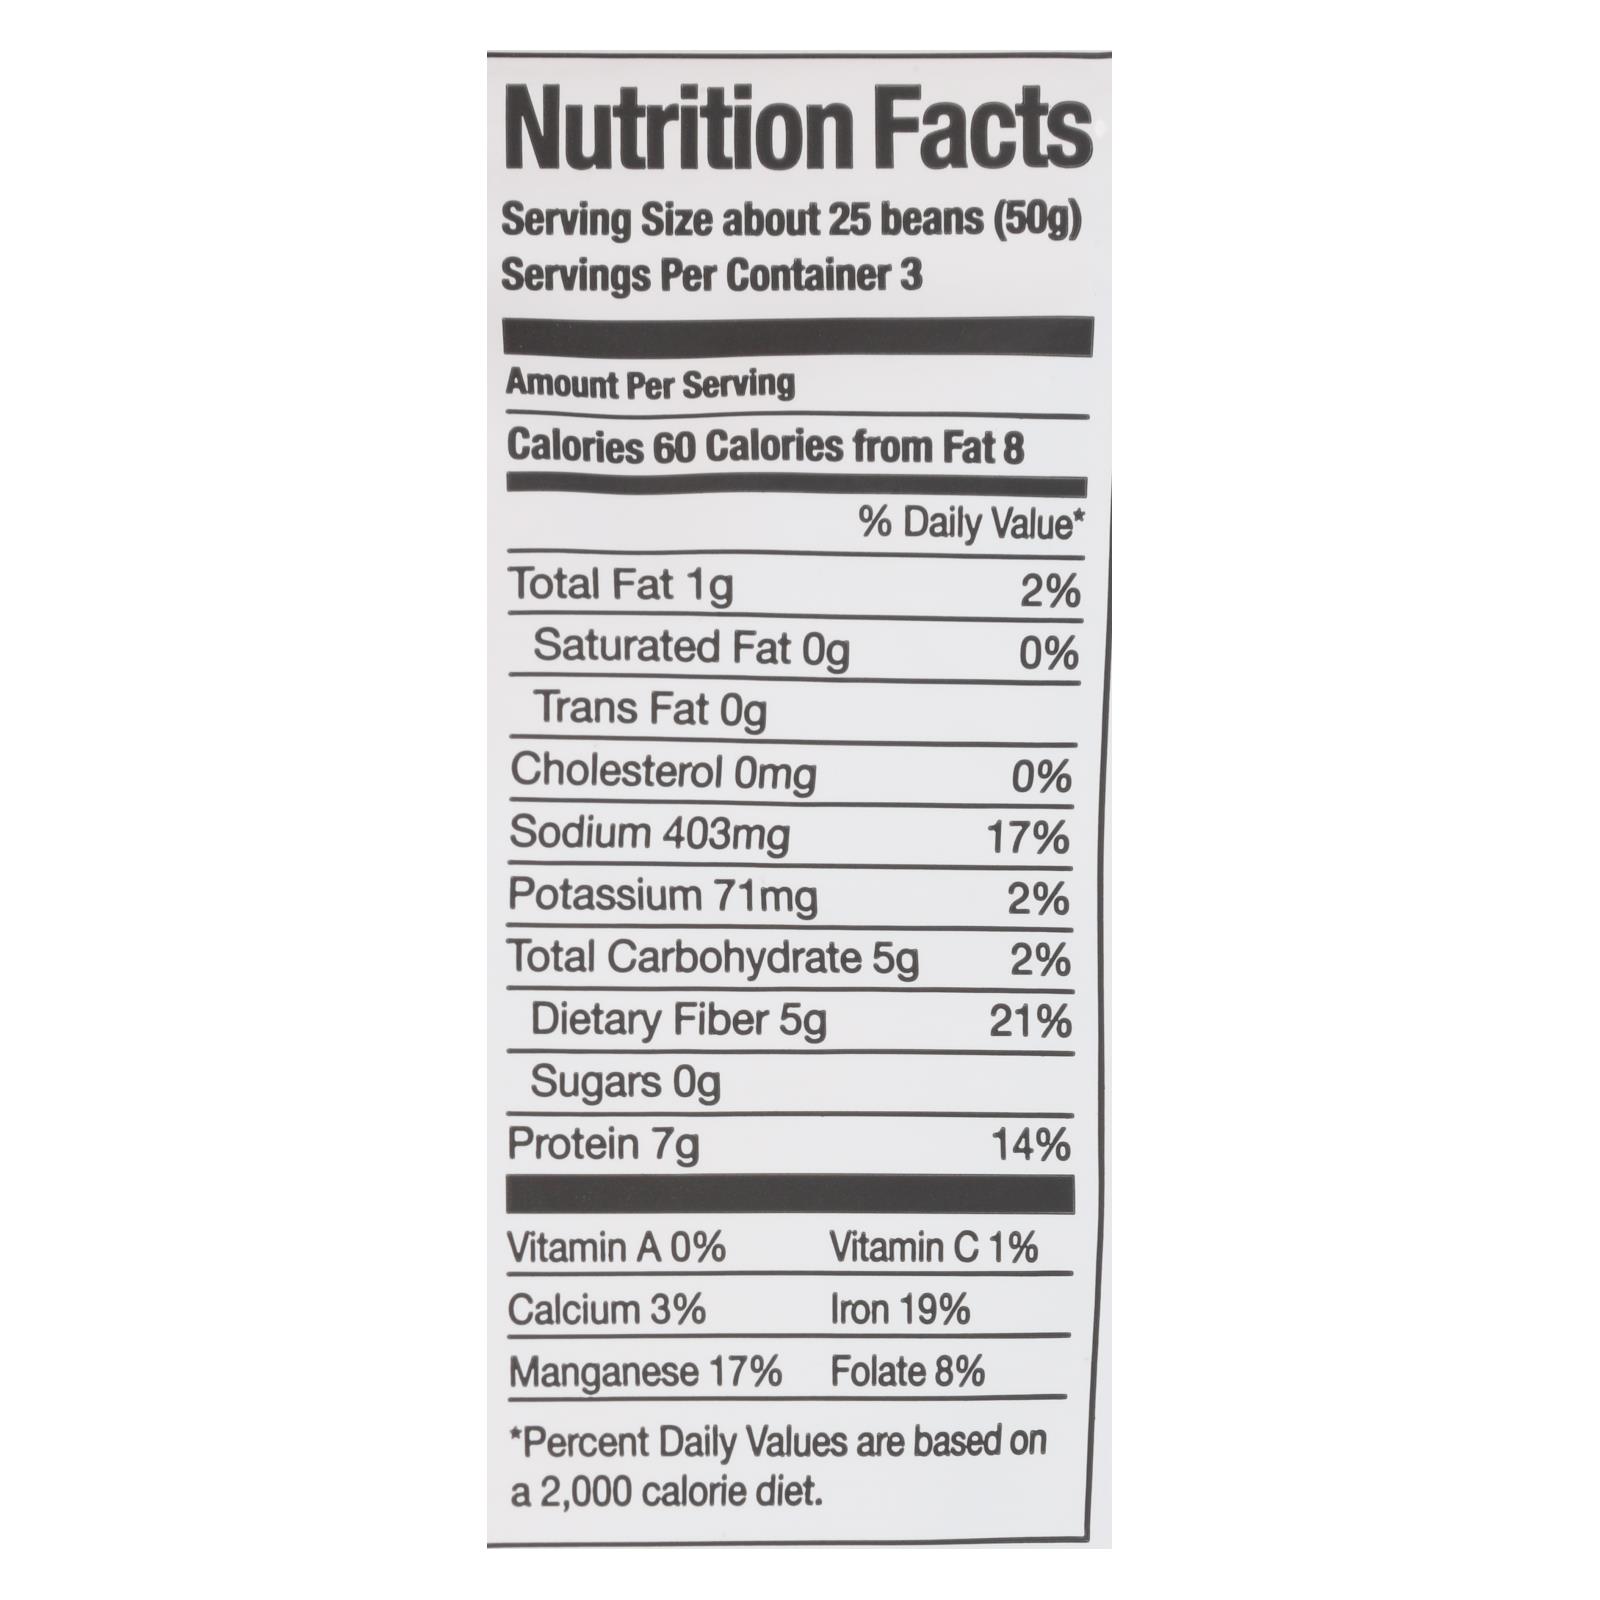 Nutrition Facts
Serving Size about 25 beans (50g)
Servings Per Container 3
Amount Per Serving
Calories 60 Calories from Fat 8
% Daily Value*
Total Fat 1g 2%
Saturated Fat 0g 0%
Trans Fat 0g
Cholesterol 0mg 0%
Sodium 403mg 17%
Potassium 71mg 2%
Total Carbohydrate 5g 2%
Dietary Fiber 5g 21%
Sugars 0g
Protein 7g 14%
Vitamin A 0% Vitamin C 1%
Calcium 3% Iron 19%
Manganese 17% Folate 8%
*Percent Daily Values are based on
a 2,000 calorie diet.